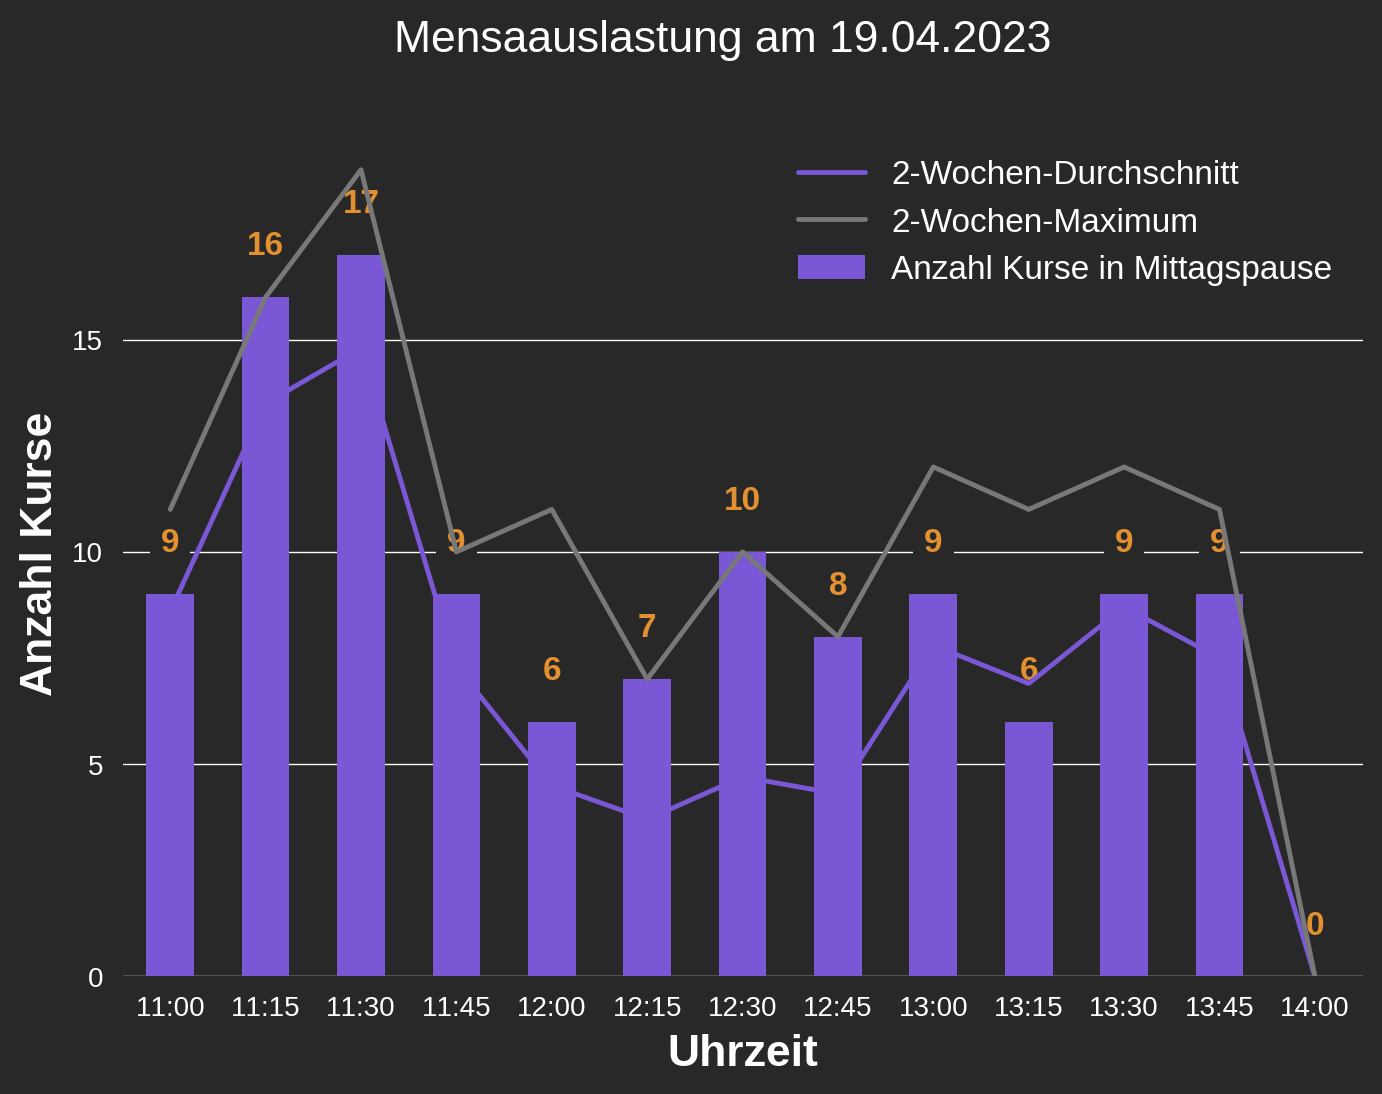 Mensaauslastung am 19.04.2023
2-Wochen-Durchschnitt
2-Wochen-Maximum
Anzahl Kurse in Mittagspause
Anzahl Kurse
15
10
5
0
9
16
17
9
6
7
10
8
9
6
9
9
0
11:00 11:15 11:30 11:45 12:00 12:15 12:30 12:45 13:00 13:15 13:30 13:45 14:00
Uhrzeit